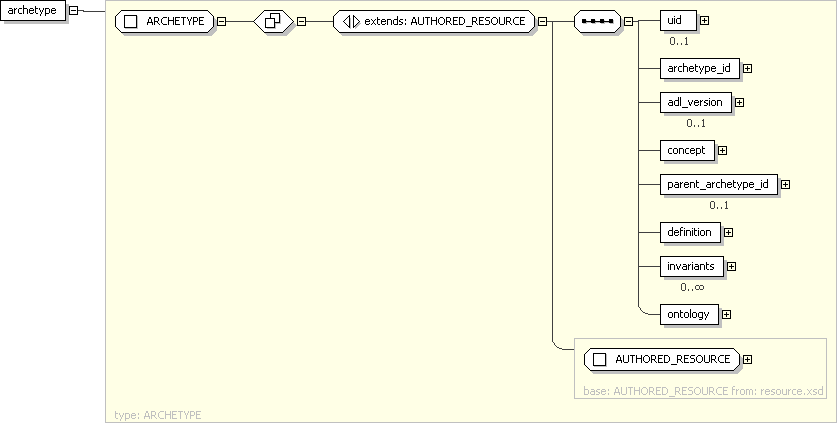 archetype
ARCHETYPE
extends: AUTHORED_RESOURCE
uid
0..1
archetype_id
adl_version
0..1
concept
parent_archetype_id
0..1
definition
invariants
0..∞
ontology
AUTHORED_RESOURCE
base: AUTHORED_RESOURCE from: resource.xsd
type: ARCHETYPE